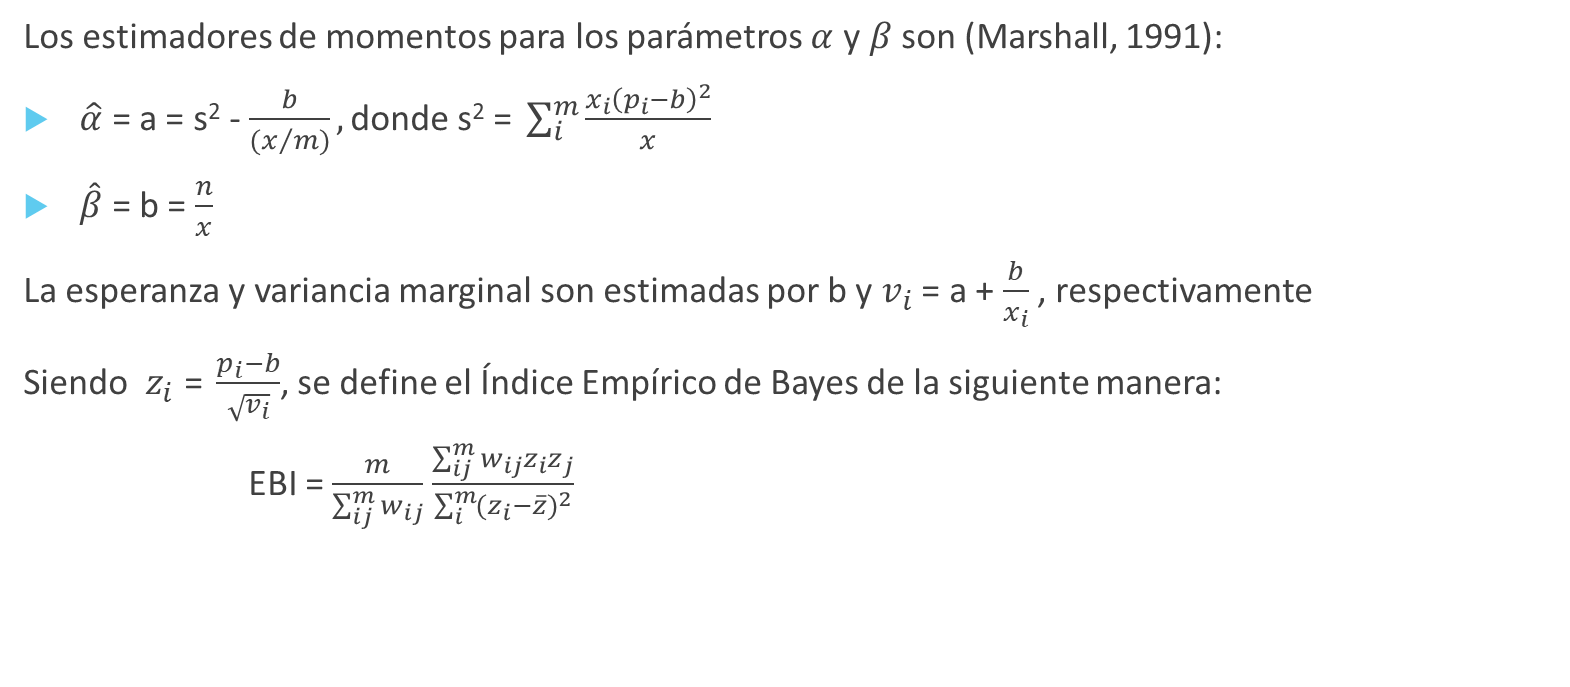 Los estimadores de momentos para los parámetros α y β son (Marshall, 1991):
▶ α̂ = a = s² - b/(x/m), donde s² = ∑ᵢᵐ xᵢ(pᵢ−b)²/x
▶ β̂ = b = n/x
La esperanza y variancia marginal son estimadas por b y vᵢ = a + b/xᵢ, respectivamente
Siendo zᵢ = (pᵢ−b)/√vᵢ, se define el Índice Empírico de Bayes de la siguiente manera:
EBI = m/(∑ᵢⱼᵐ wᵢⱼ) (∑ᵢⱼᵐ wᵢⱼzᵢzⱼ)/(∑ᵢᵐ(zᵢ−z̄)²)